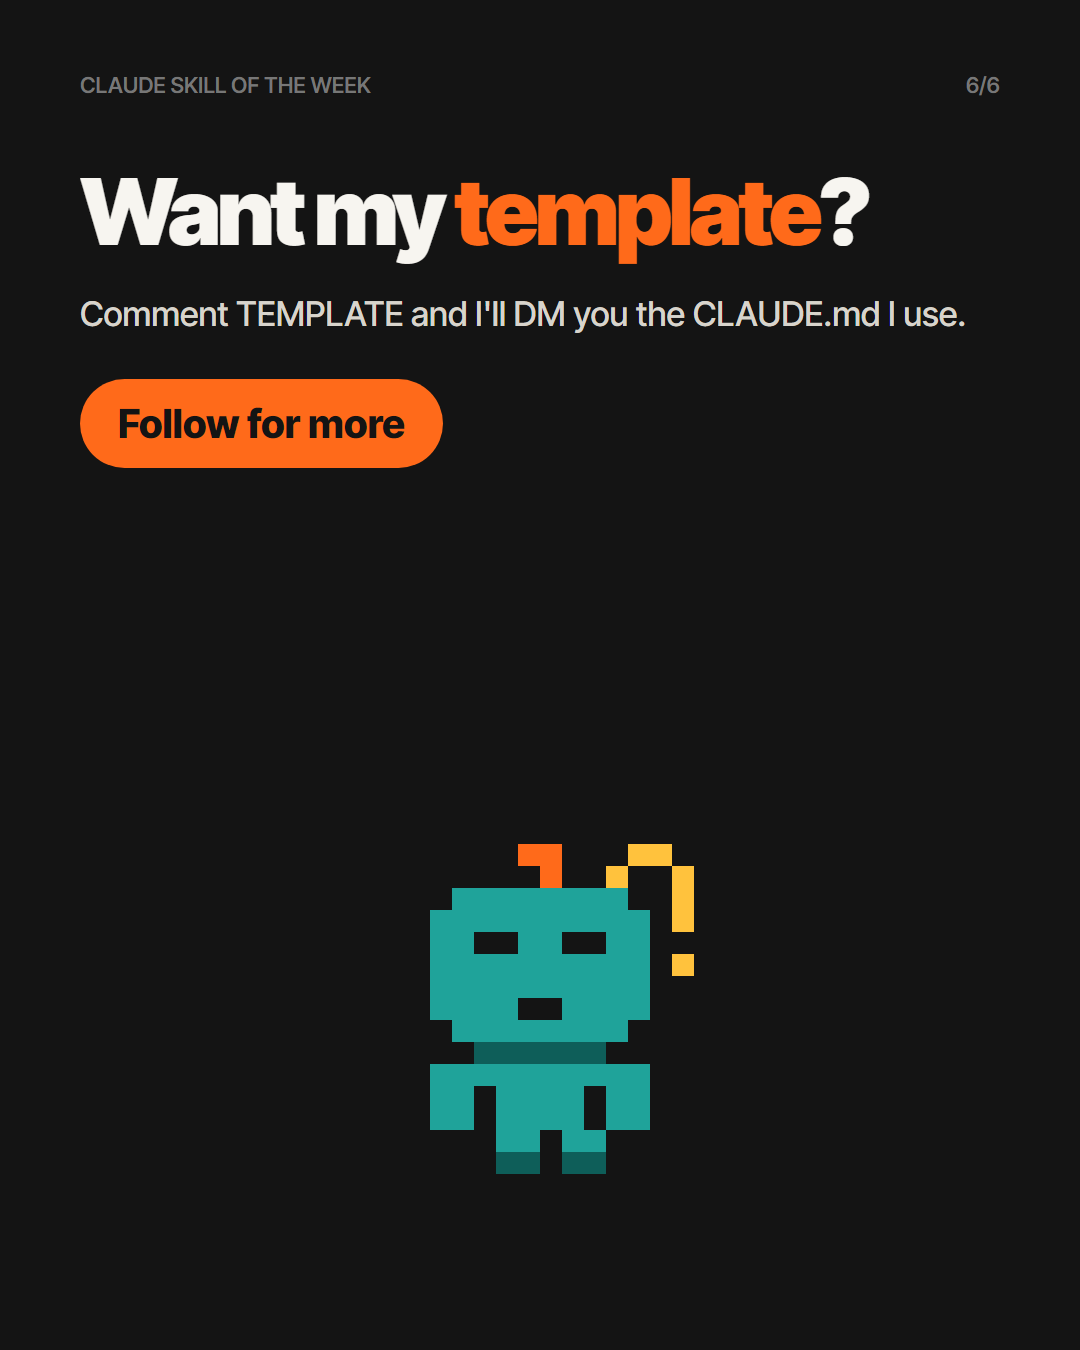 CLAUDE SKILL OF THE WEEK
6/6
Want my template?
Comment TEMPLATE and I'll DM you the CLAUDE.md I use.
Follow for more